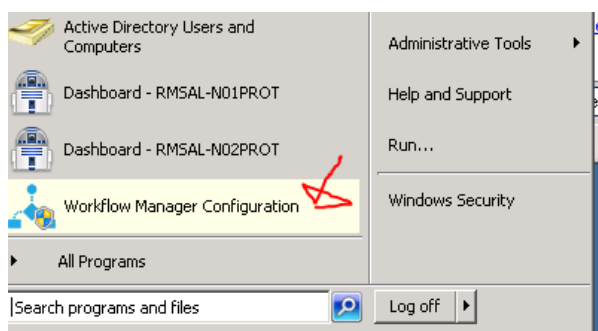 Active Directory Users and
Computers
Dashboard - RMSAL-N01PROT
Dashboard - RMSAL-N02PROT
Workflow Manager Configuration
All Programs
Search programs and files
Administrative Tools
Help and Support
Run...
Windows Security
Log off